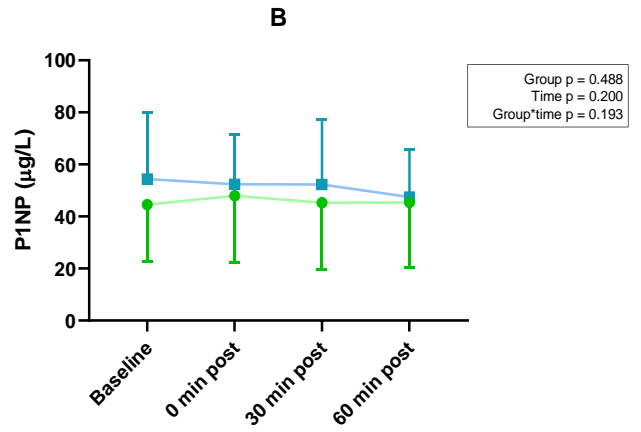 B
Group p = 0.488
Time p = 0.200
Group*time p = 0.193
P1NP (µg/L)
100
80
60
40
20
0
Baseline
0 min post
30 min post
60 min post